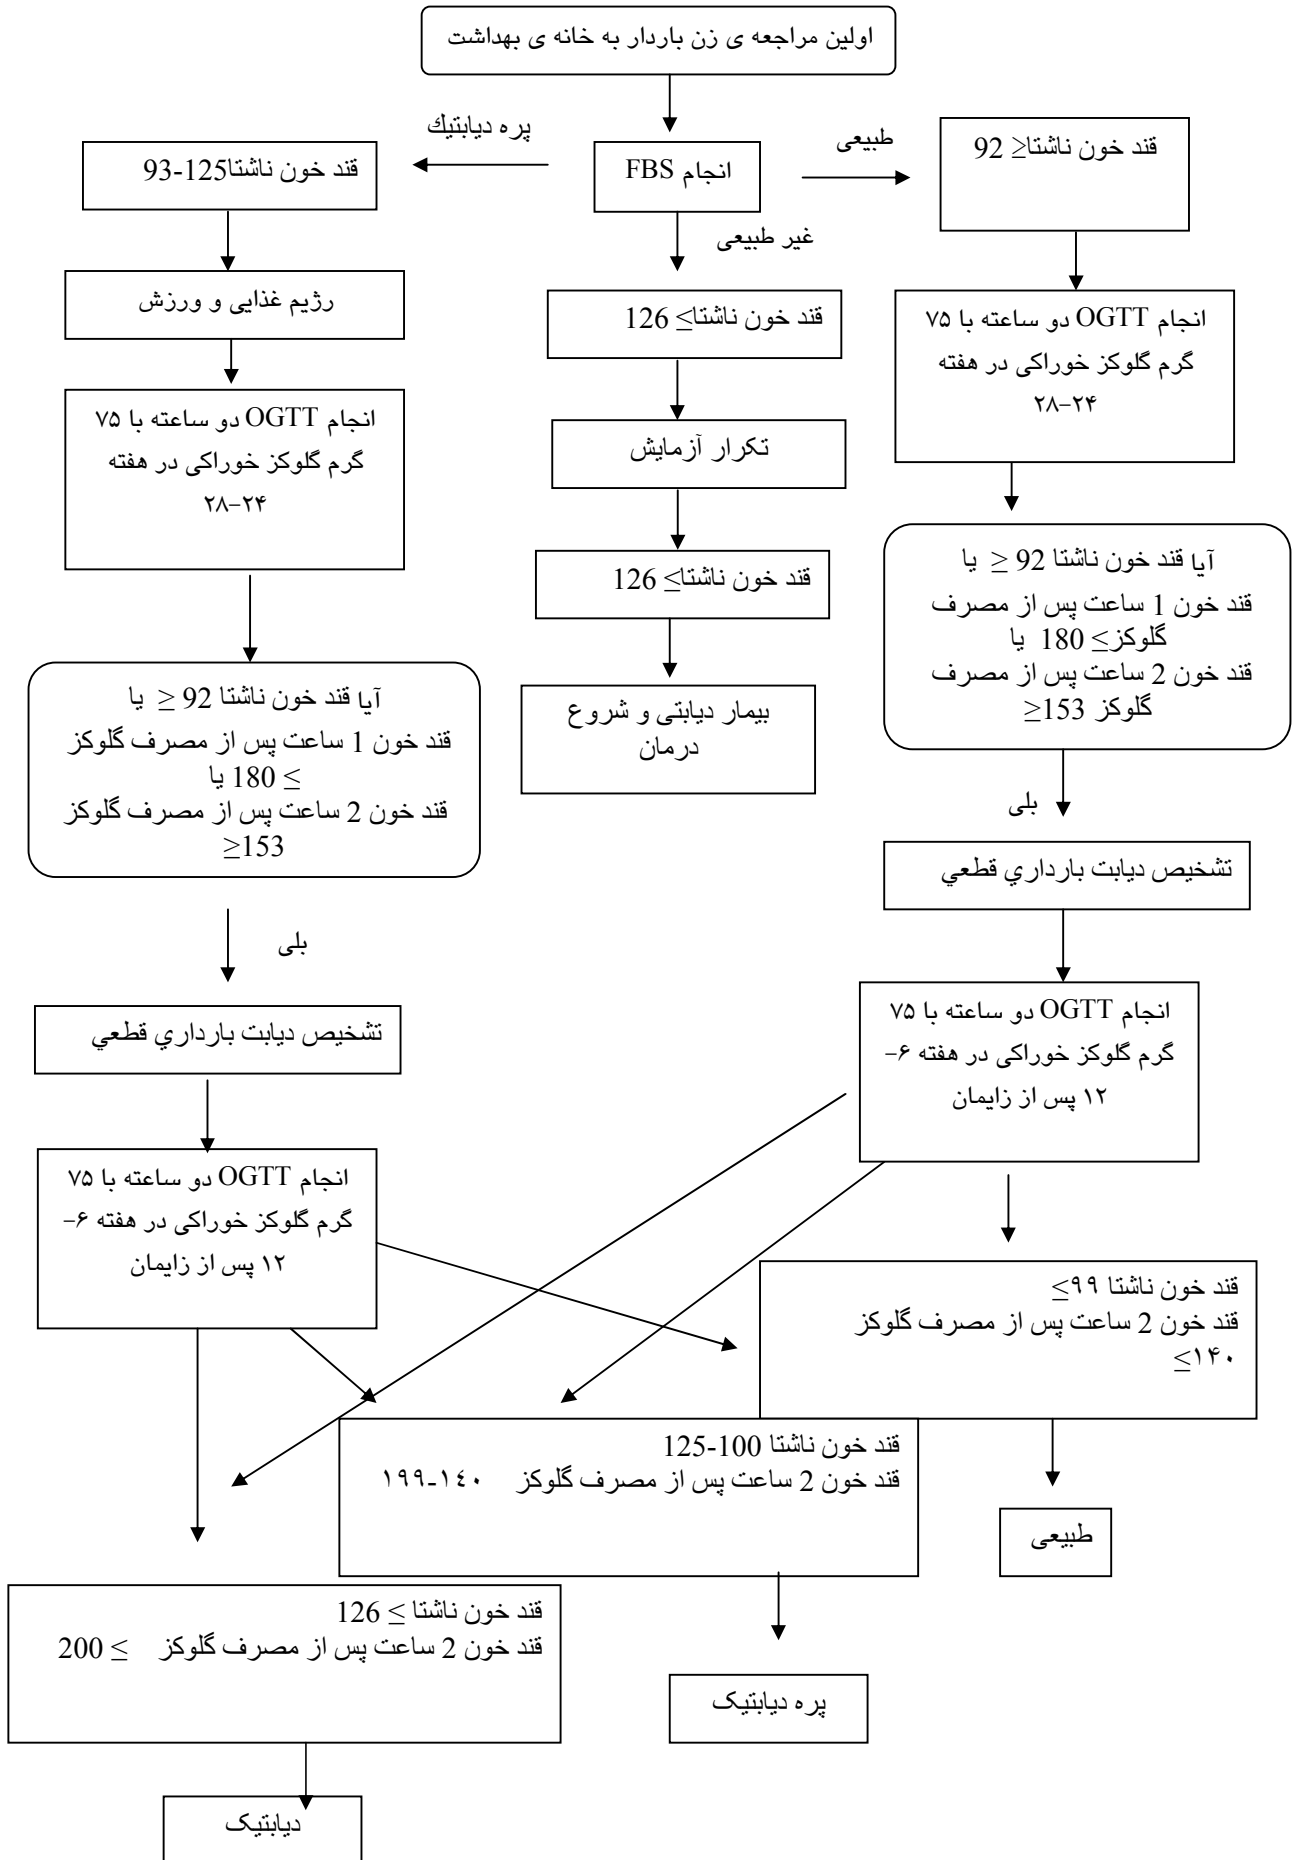 اولین مراجعه ی زن باردار به خانه ی بهداشت
پره دیابتیك
طبیعی
قند خون ناشتا93-125
انجام FBS
قند خون ناشتا≥ 92
غیر طبیعی
رژیم غذایی و ورزش
قند خون ناشتا≥ 126
انجام OGTT دو ساعته با ۷۵
گرم گلوکز خوراکی در هفته
۲۸-۲۴
انجام OGTT دو ساعته با ۷۵
گرم گلوکز خوراکی در هفته
۲۸-۲۴
تکرار آزمایش
قند خون ناشتا≥ 126
بیمار دیابتی و شروع
درمان
آیا قند خون ناشتا 92 ≤ یا
قند خون 1 ساعت پس از مصرف
گلوکز≥ 180 یا
قند خون 2 ساعت پس از مصرف
گلوکز 153≤
آیا قند خون ناشتا 92 ≤ یا
قند خون 1 ساعت پس از مصرف گلوکز
≥ 180 یا
قند خون 2 ساعت پس از مصرف گلوکز
153≤
بلی
بلی
تشخیص دیابت بارداري قطعي
تشخیص دیابت بارداري قطعي
انجام OGTT دو ساعته با ۷۵
گرم گلوکز خوراکی در هفته ۶-
۱۲ پس از زایمان
انجام OGTT دو ساعته با ۷۵
گرم گلوکز خوراکی در هفته ۶-
۱۲ پس از زایمان
قند خون ناشتا ۹۹≥
قند خون 2 ساعت پس از مصرف گلوکز
۱۴۰≥
قند خون ناشتا 100-125
قند خون 2 ساعت پس از مصرف گلوکز ١٤٠-١٩٩
طبیعی
قند خون ناشتا ≥ 126
قند خون 2 ساعت پس از مصرف گلوکز ≥ 200
پره دیابتیک
دیابتیک